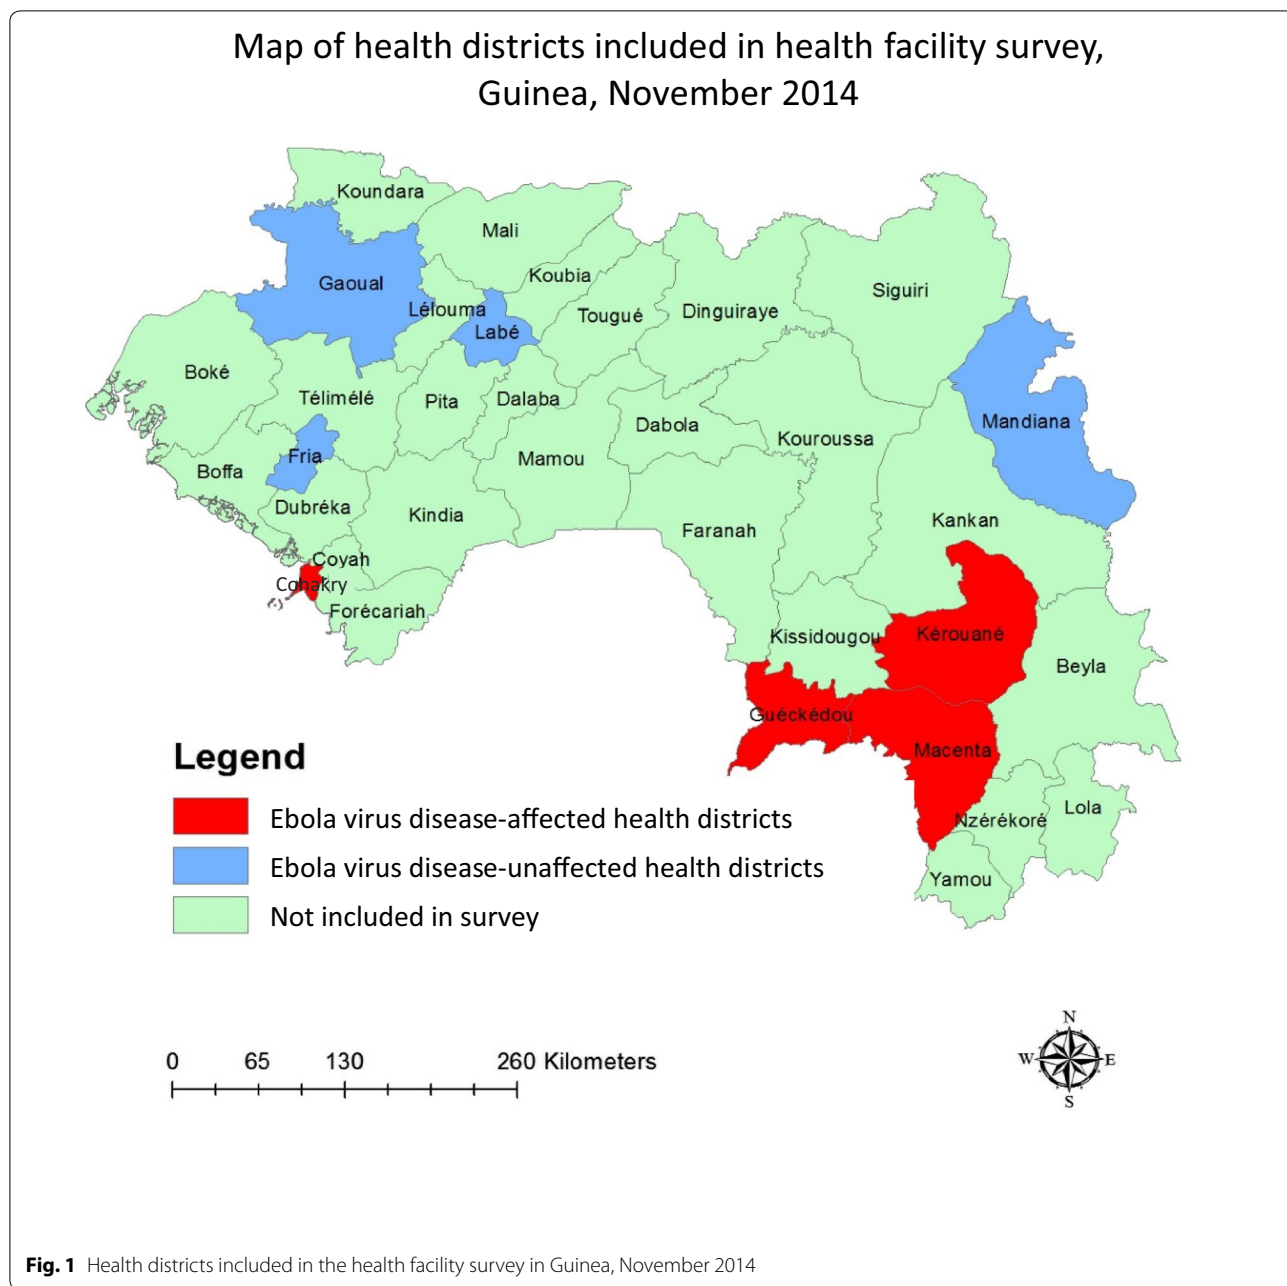 Map of health districts included in health facility survey,
Guinea, November 2014
Koundara
Mali
Koubia
Gaoual
Lélouma
Labé
Tougué
Dinguiraye
Siguiri
Boké
Télimélé
Pita
Dalaba
Dabola
Kouroussa
Mandiana
Boffa
Fria
Mamou
Dubréka
Kindia
Faranah
Kankan
Coyah
Conakry
Forécariah
Kissidougou
Kérouané
Beyla
Guéckédou
Macenta
Nzérékoré
Lola
Yamou
Legend
Ebola virus disease-affected health districts
Ebola virus disease-unaffected health districts
Not included in survey
0 65 130 260 Kilometers
N
W E
S
Fig. 1 Health districts included in the health facility survey in Guinea, November 2014